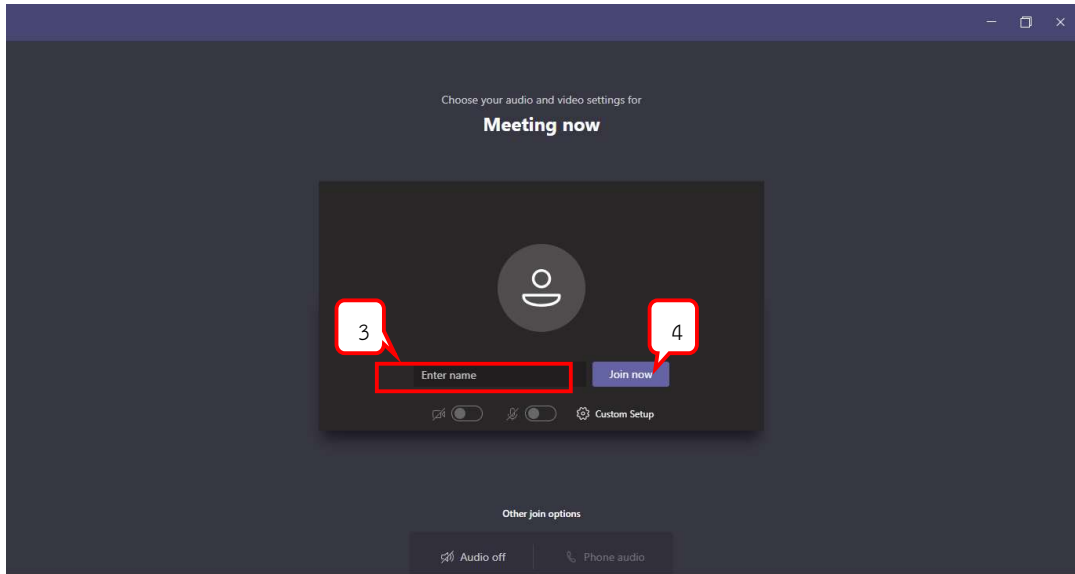 Choose your audio and video settings for
Meeting now
3
4
Enter name
Join now
Custom Setup
Other join options
Audio off
Phone audio